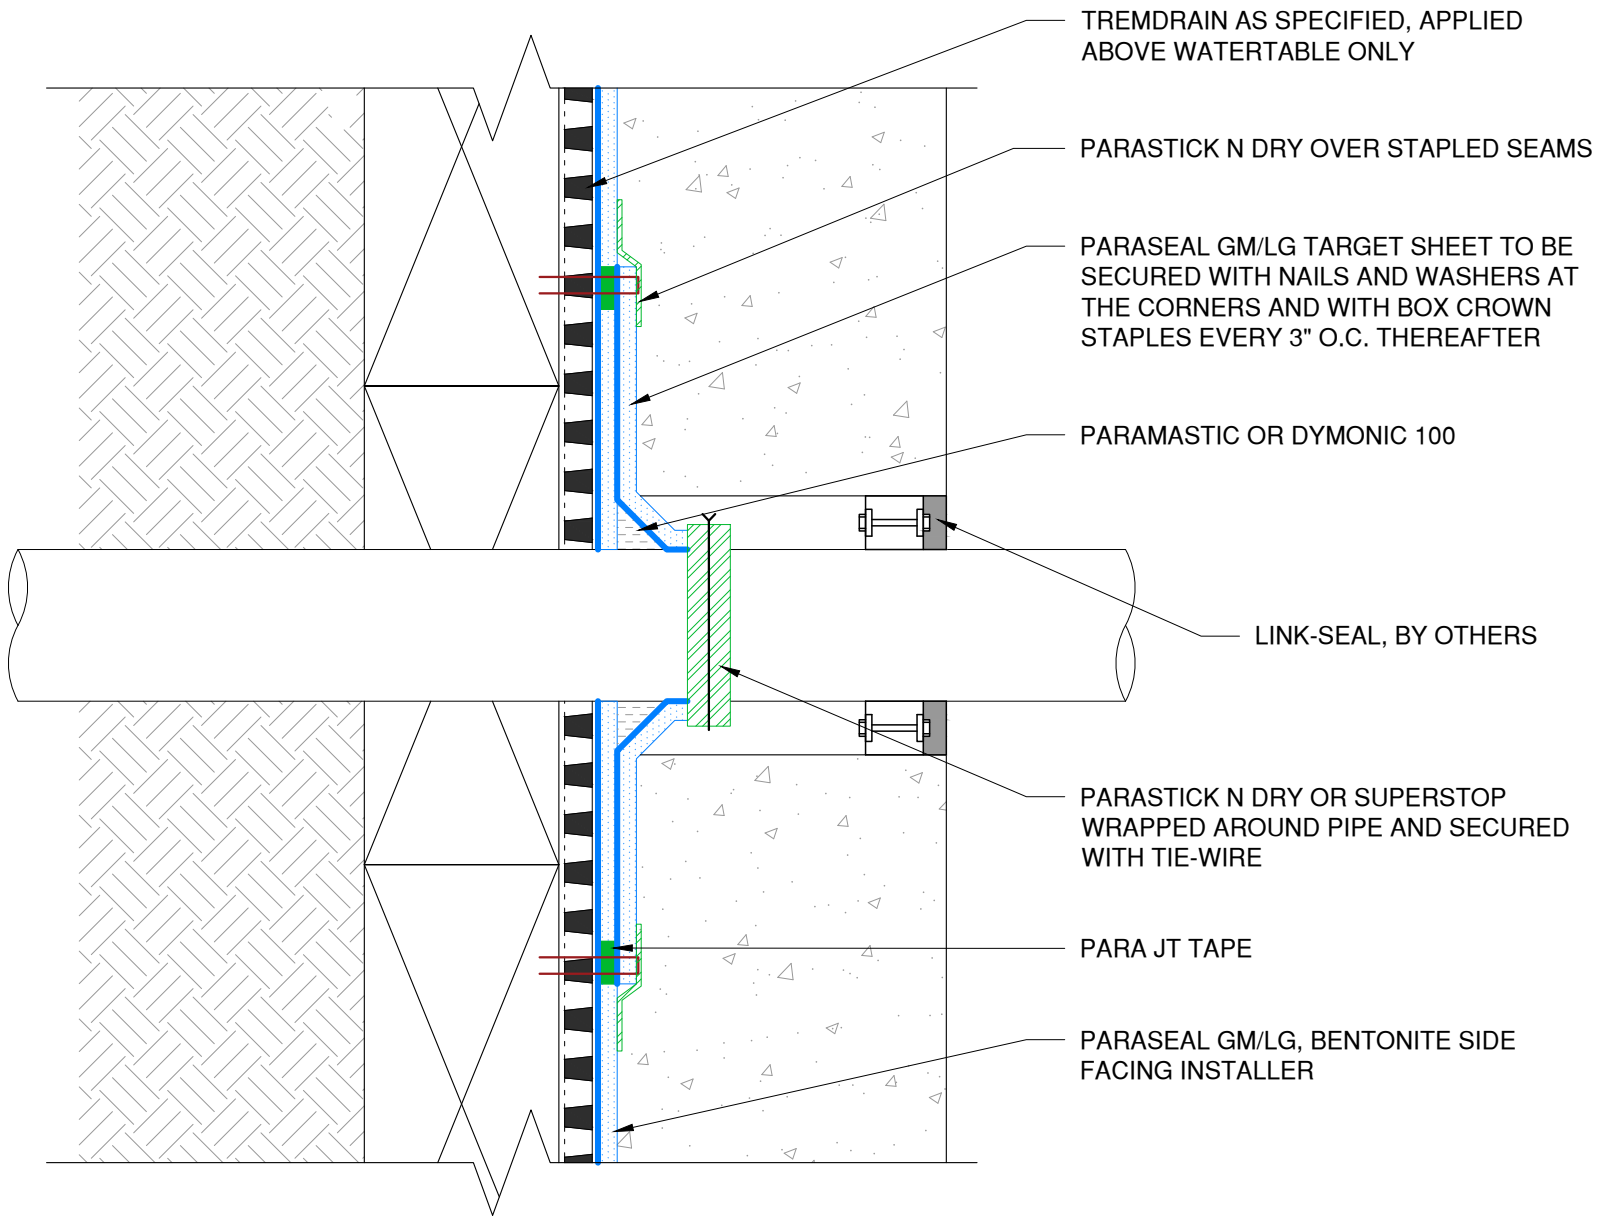 TREMDRAIN AS SPECIFIED, APPLIED
ABOVE WATERTABLE ONLY
PARASTICK N DRY OVER STAPLED SEAMS
PARASEAL GM/LG TARGET SHEET TO BE
SECURED WITH NAILS AND WASHERS AT
THE CORNERS AND WITH BOX CROWN
STAPLES EVERY 3" O.C. THEREAFTER
PARAMASTIC OR DYMONIC 100
LINK-SEAL, BY OTHERS
PARASTICK N DRY OR SUPERSTOP
WRAPPED AROUND PIPE AND SECURED
WITH TIE-WIRE
PARA JT TAPE
PARASEAL GM/LG, BENTONITE SIDE
FACING INSTALLER